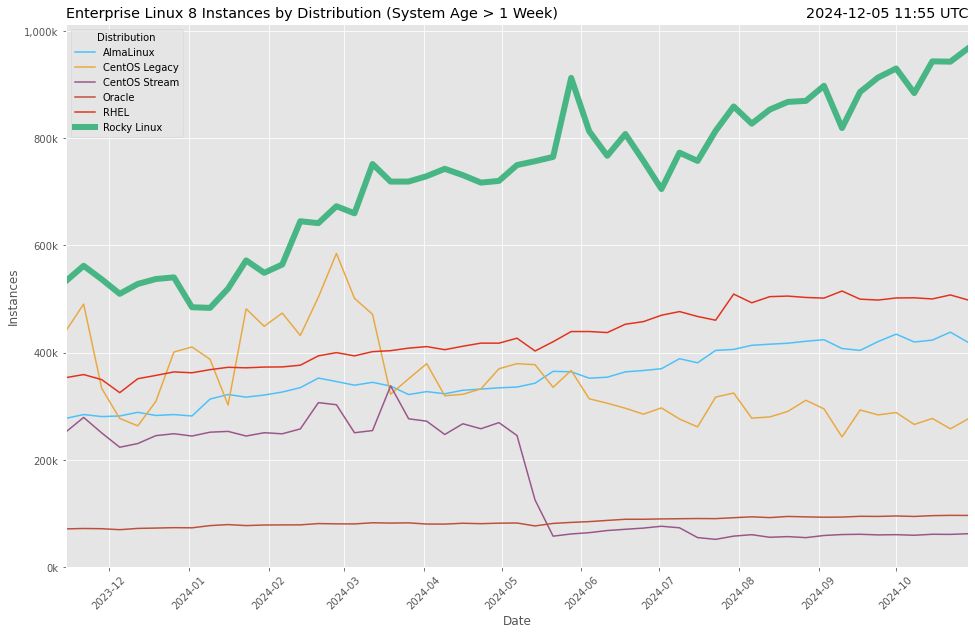 Enterprise Linux 8 Instances by Distribution (System Age > 1 Week)
2024-12-05 11:55 UTC
Distribution
AlmaLinux
CentOS Legacy
CentOS Stream
Oracle
RHEL
Rocky Linux
1,000k
800k
600k
400k
200k
0k
Instances
2023-12
2024-01
2024-02
2024-03
2024-04
2024-05
2024-06
2024-07
2024-08
2024-09
2024-10
Date